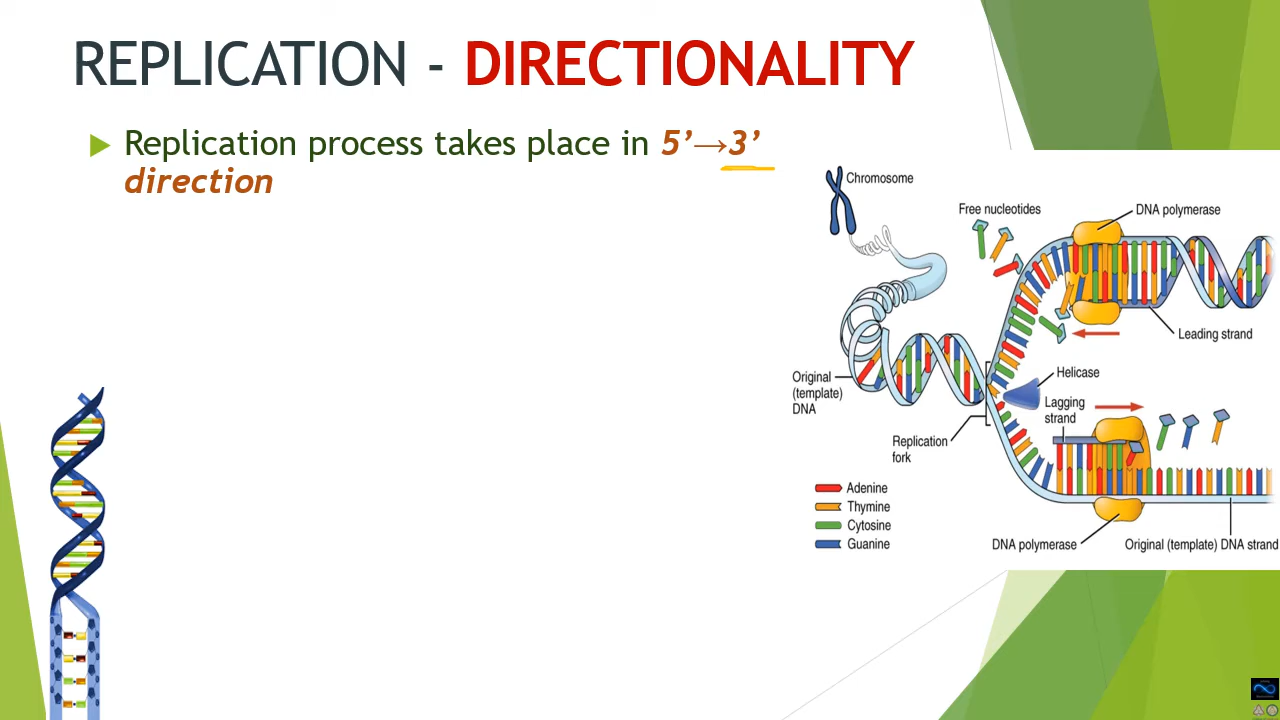 REPLICATION - DIRECTIONALITY
▶ Replication process takes place in 5’→3’
direction
Chromosome
Free nucleotides
DNA polymerase
Leading strand
Helicase
Lagging
strand
Original
(template)
DNA
Replication
fork
Adenine
Thymine
Cytosine
Guanine
DNA polymerase
Original (template) DNA strand